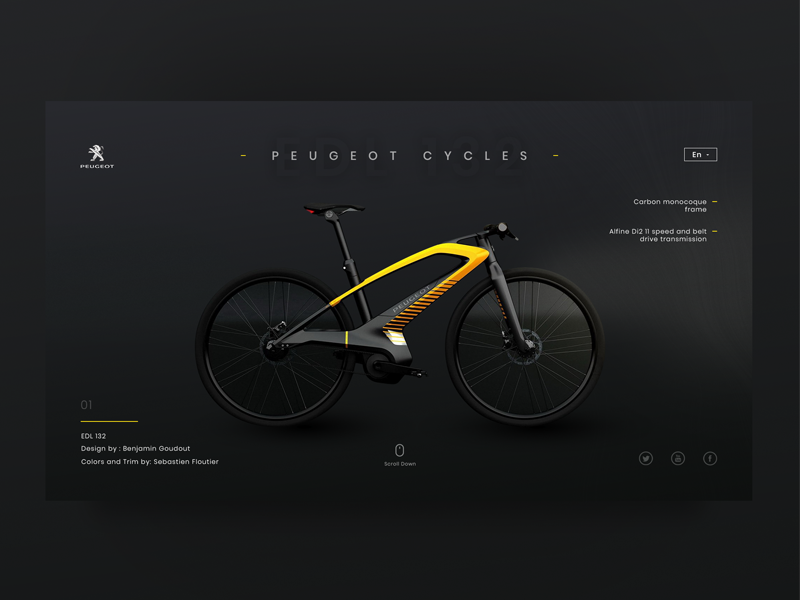 PEUGEOT
- PEUGEOT CYCLES -
En -
EDL 132
Carbon monocoque
frame
Alfine Di2 11 speed and belt
drive transmission
PEUGEOT
01
EDL 132
Design by : Benjamin Goudout
Colors and Trim by: Sebastien Floutier
Scroll Down